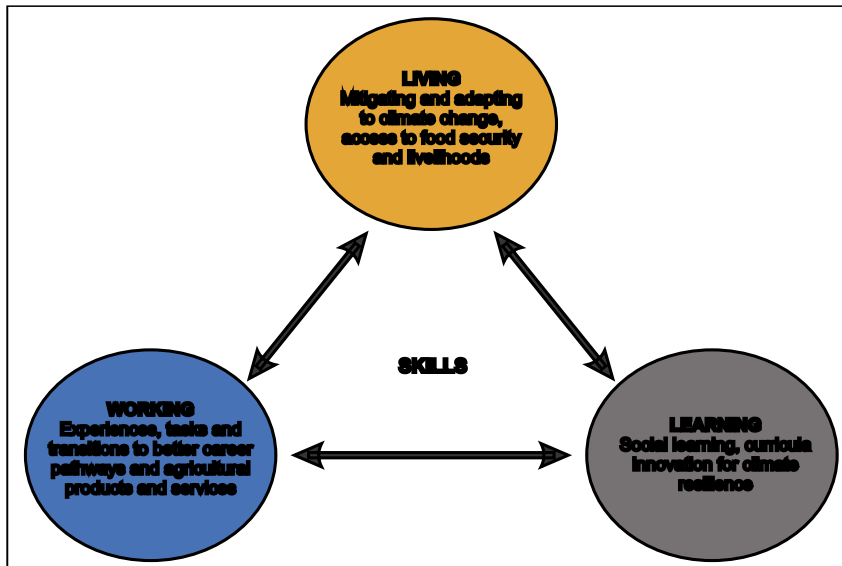 LIVING
Mitigating and adapting
to climate change,
access to food security
and livelihoods
SKILLS
WORKING
Experiences, tasks and
transitions to better career
pathways and agricultural
products and services
LEARNING
Social learning, curricula
innovation for climate
resilience